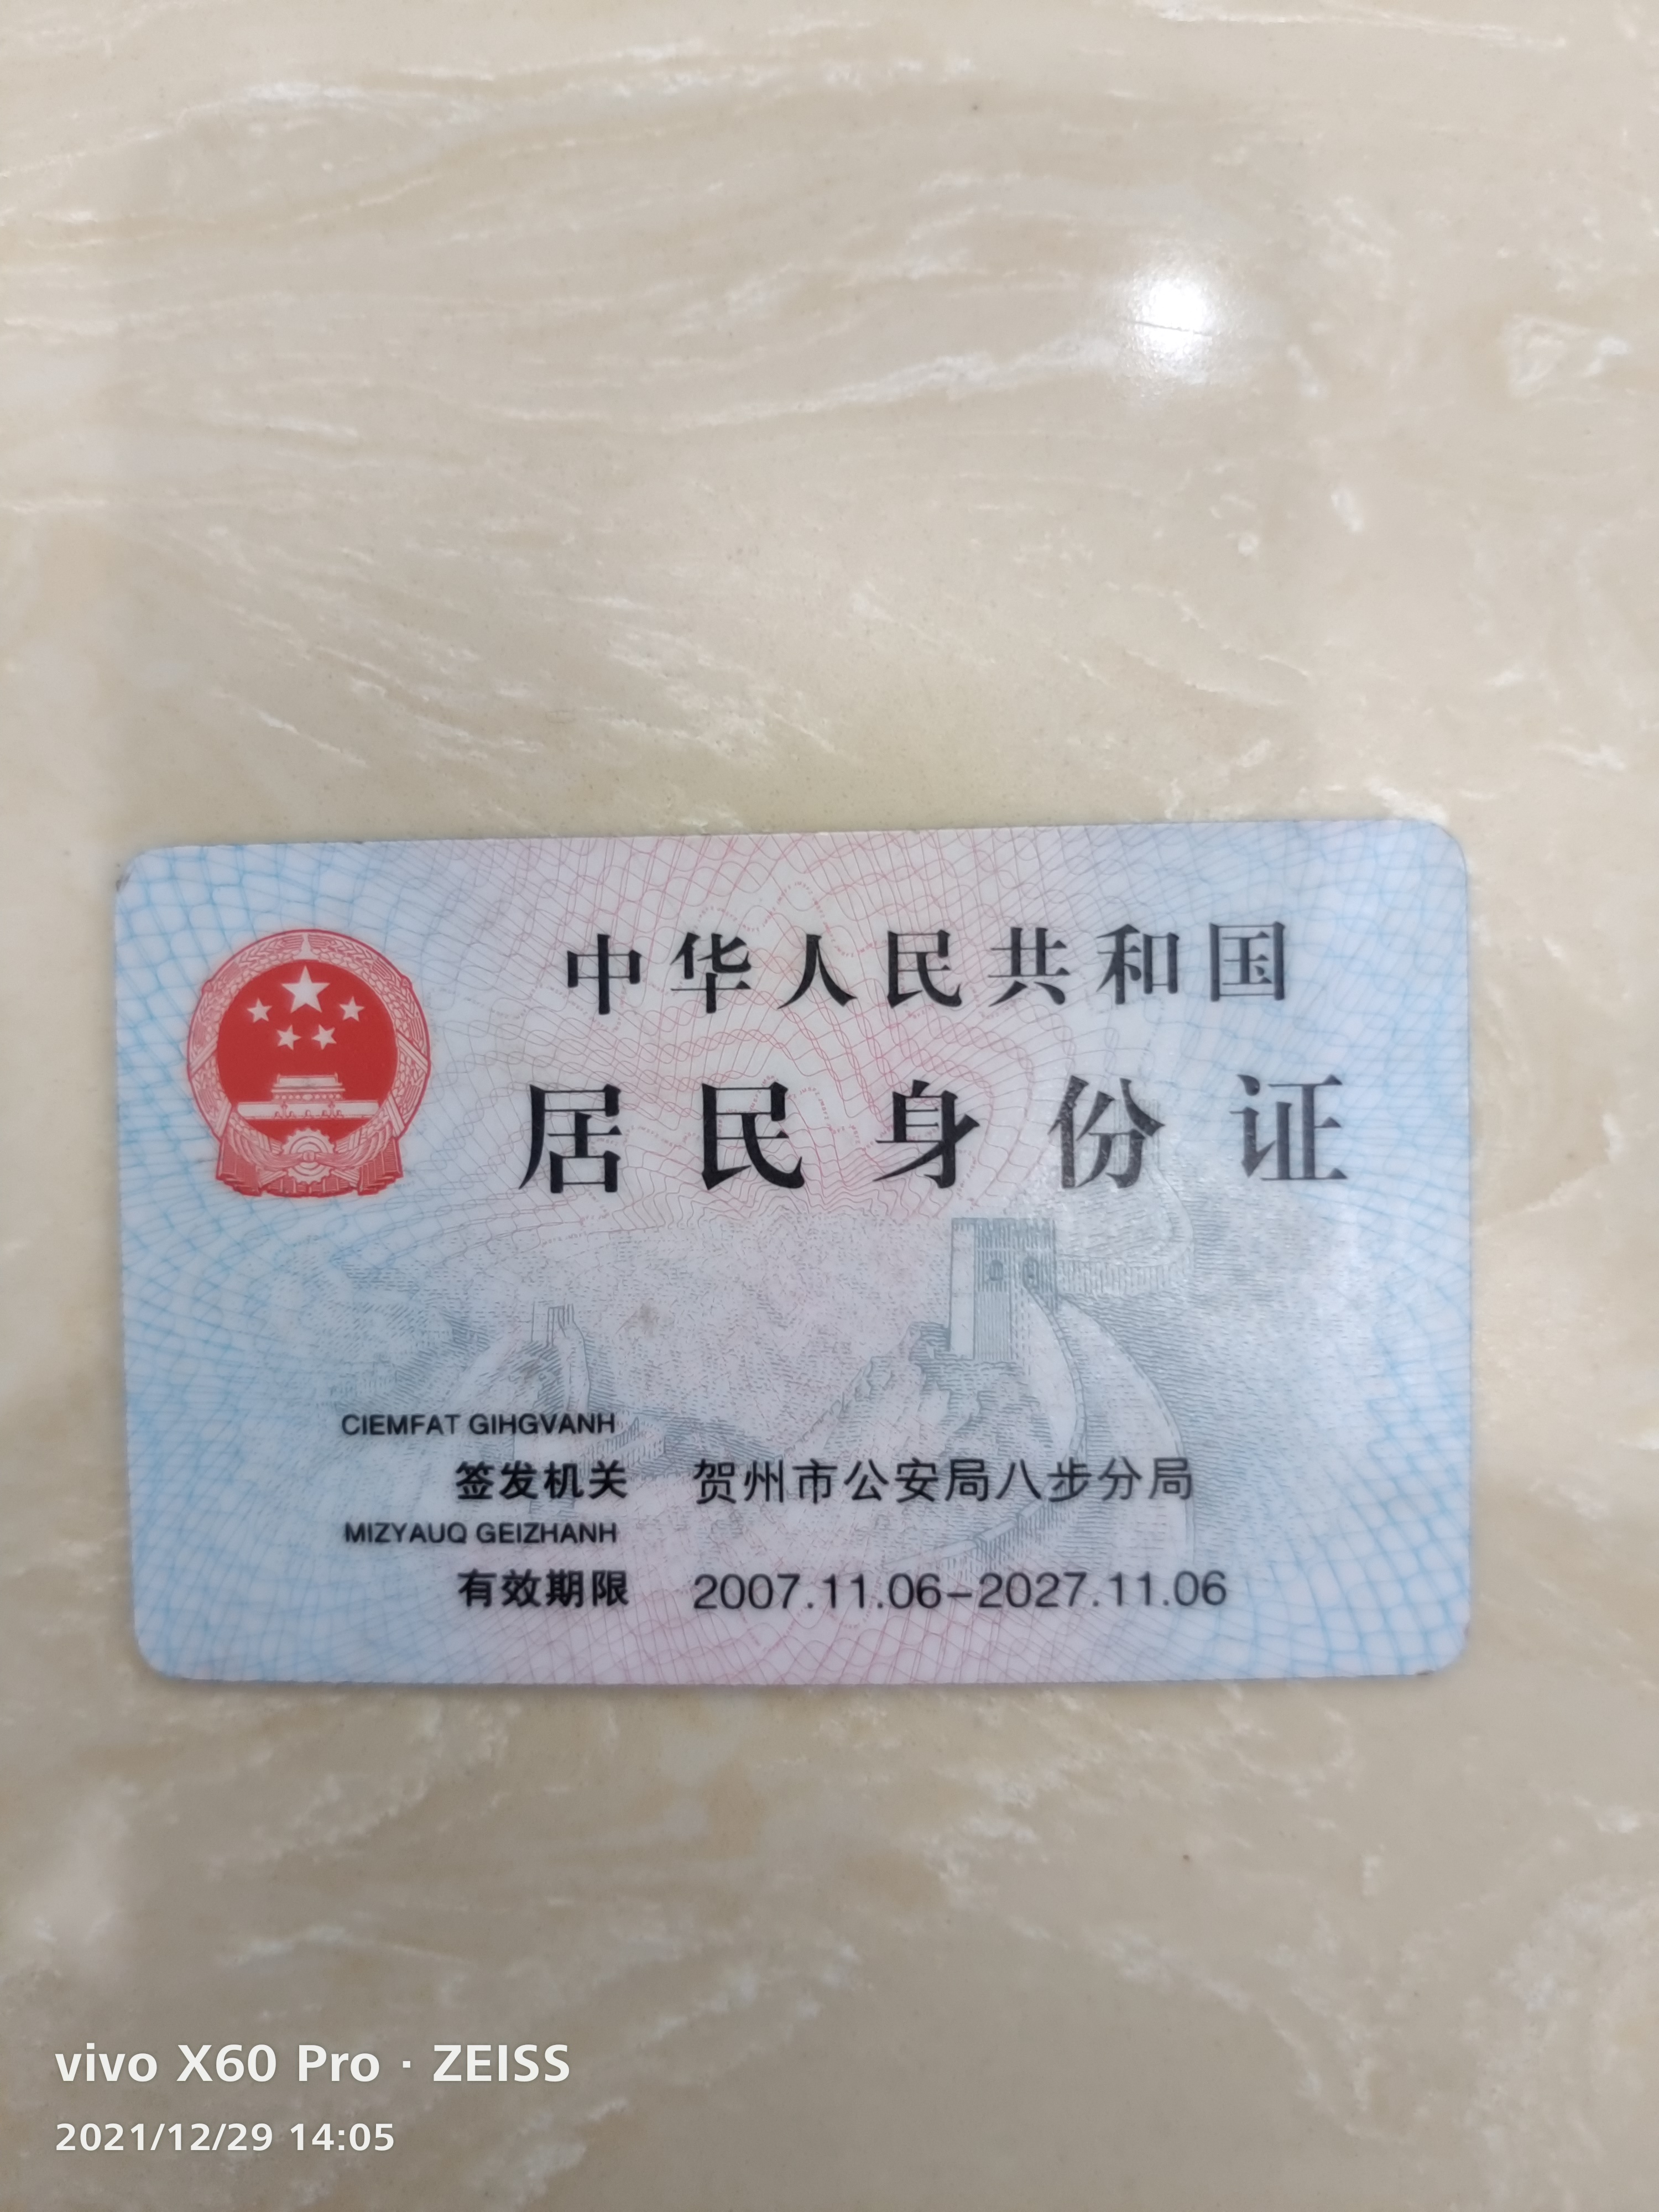 中华人民共和国
居民身份证
CIEMFAT GIHGVANH
签发机关 贺州市公安局八步分局
MIZYAUQ GEIZHANH
有效期限 2007.11.06-2027.11.06
vivo X60 Pro · ZEISS
2021/12/29 14:05